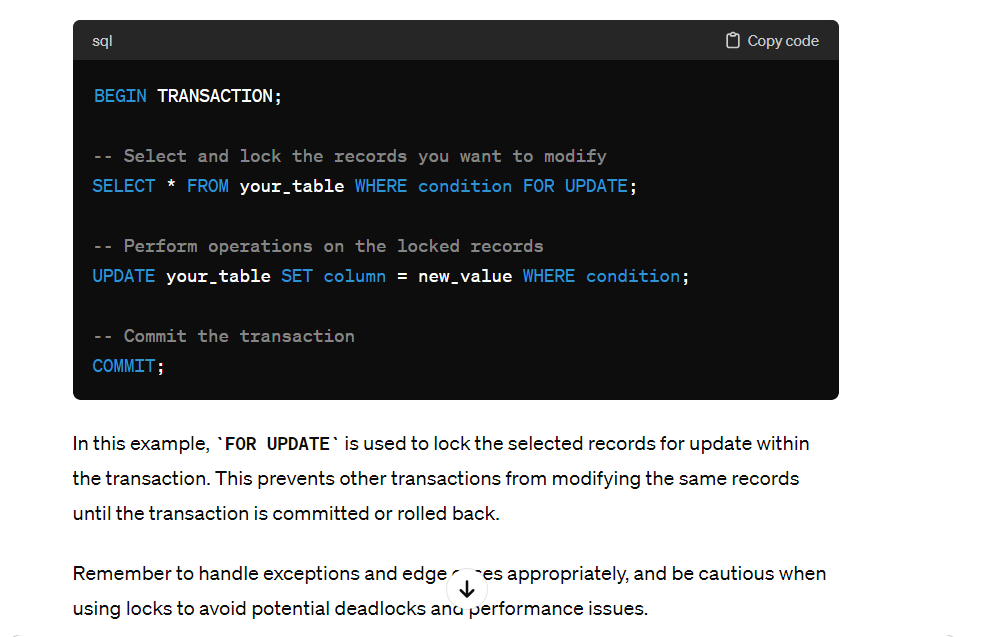 sql
Copy code
BEGIN TRANSACTION;
-- Select and lock the records you want to modify
SELECT * FROM your_table WHERE condition FOR UPDATE;
-- Perform operations on the locked records
UPDATE your_table SET column = new_value WHERE condition;
-- Commit the transaction
COMMIT;
In this example, `FOR UPDATE` is used to lock the selected records for update within
the transaction. This prevents other transactions from modifying the same records
until the transaction is committed or rolled back.
Remember to handle exceptions and edge cases appropriately, and be cautious when
using locks to avoid potential deadlocks and performance issues.